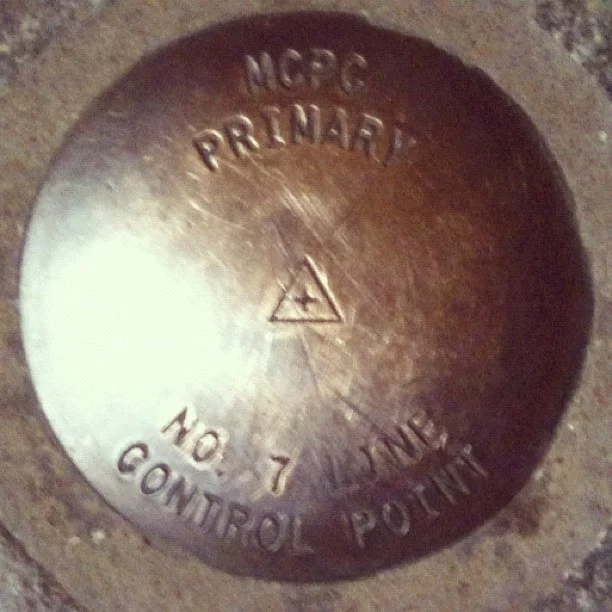 MCPC
PRIMARY
NO. 7 LINE
CONTROL POINT